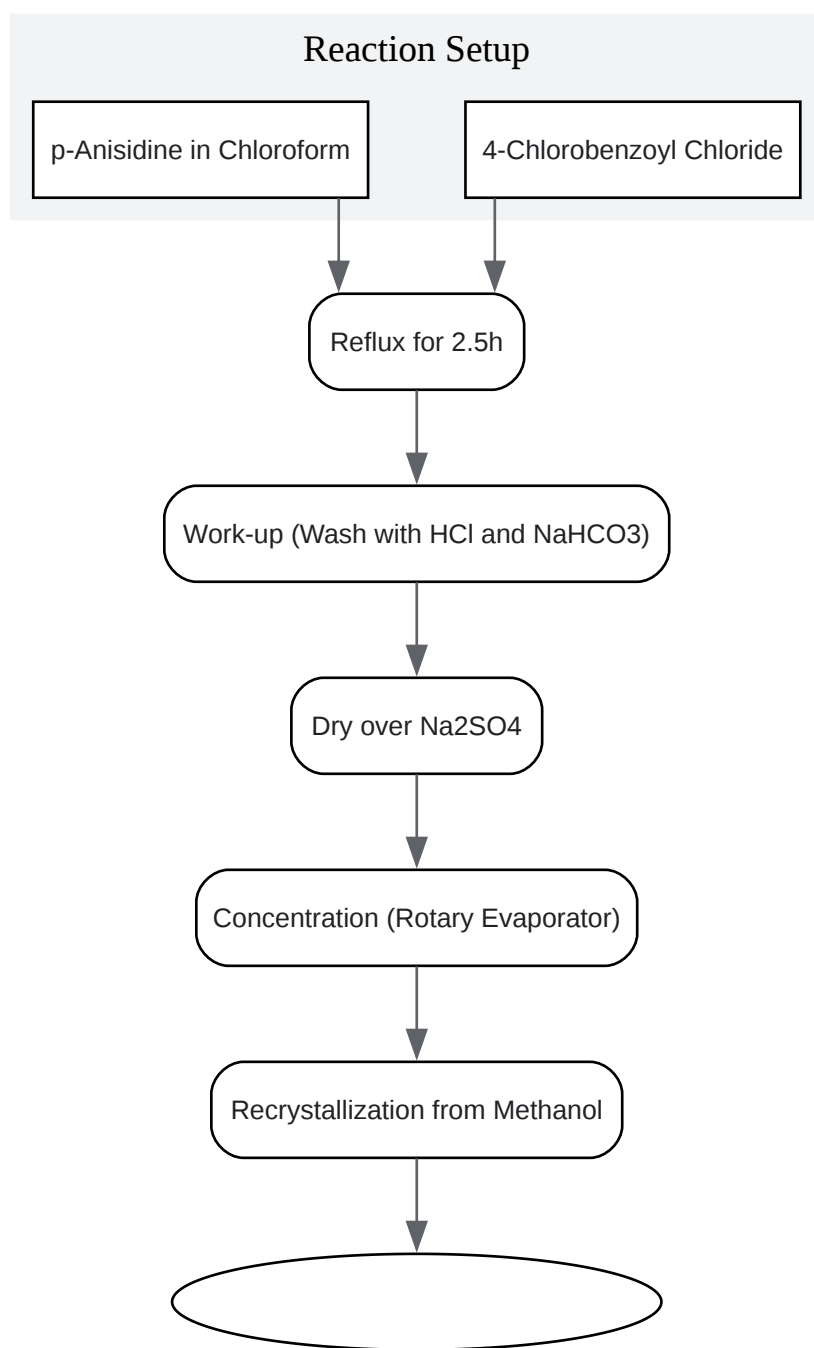 Reaction Setup
p-Anisidine in Chloroform
4-Chlorobenzoyl Chloride
Reflux for 2.5h
Work-up (Wash with HCl and NaHCO3)
Dry over Na2SO4
Concentration (Rotary Evaporator)
Recrystallization from Methanol